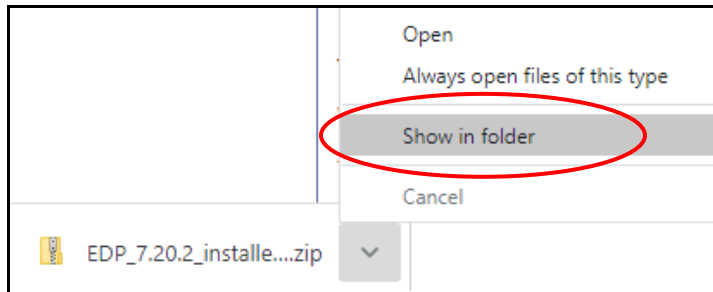 Open
Always open files of this type
Show in folder
Cancel
EDP_7.20.2_installe....zip